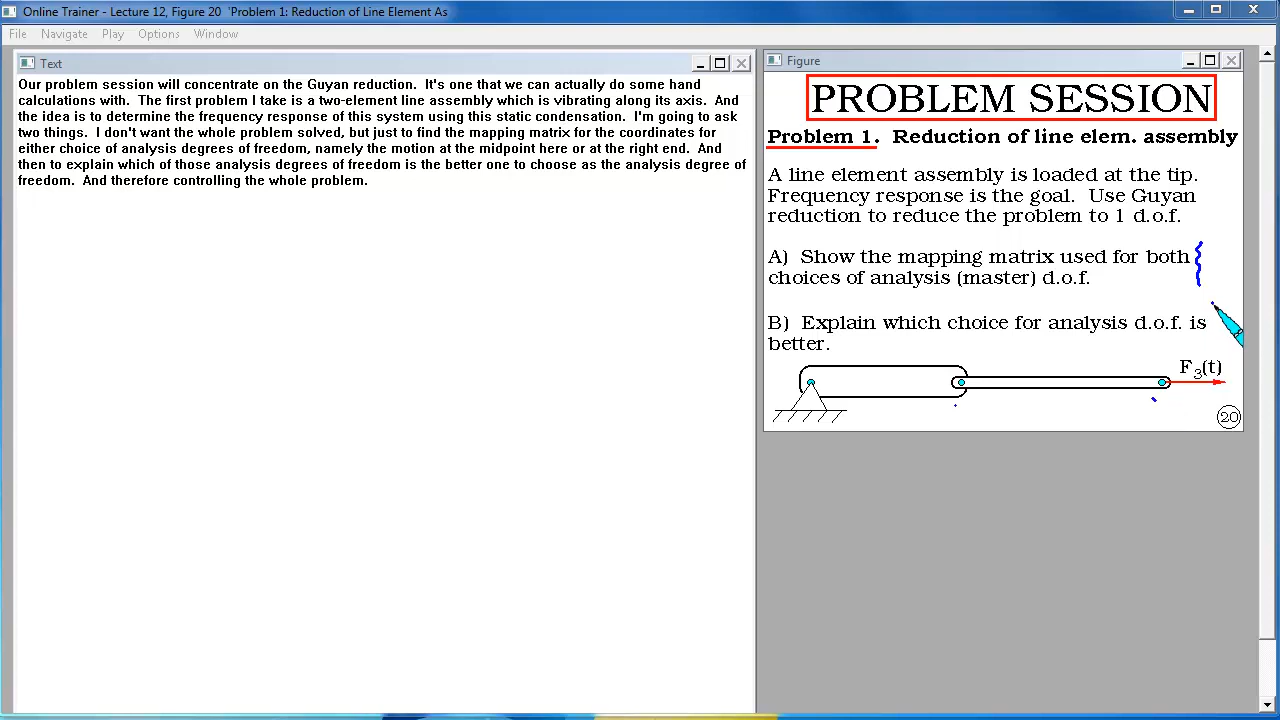 Online Trainer - Lecture 12, Figure 20 `Problem 1: Reduction of Line Element As
File Navigate Play Options Window
Text
Our problem session will concentrate on the Guyan reduction. It's one that we can actually do some hand
calculations with. The first problem I take is a two-element line assembly which is vibrating along its axis. And
the idea is to determine the frequency response of this system using this static condensation. I'm going to ask
two things. I don't want the whole problem solved, but just to find the mapping matrix for the coordinates for
either choice of analysis degrees of freedom, namely the motion at the midpoint here or at the right end. And
then to explain which of those analysis degrees of freedom is the better one to choose as the analysis degree of
freedom. And therefore controlling the whole problem.
Figure
PROBLEM SESSION
Problem 1. Reduction of line elem. assembly
A line element assembly is loaded at the tip.
Frequency response is the goal. Use Guyan
reduction to reduce the problem to 1 d.o.f.
A) Show the mapping matrix used for both
choices of analysis (master) d.o.f.
B) Explain which choice for analysis d.o.f. is
better.
F3(t)
20